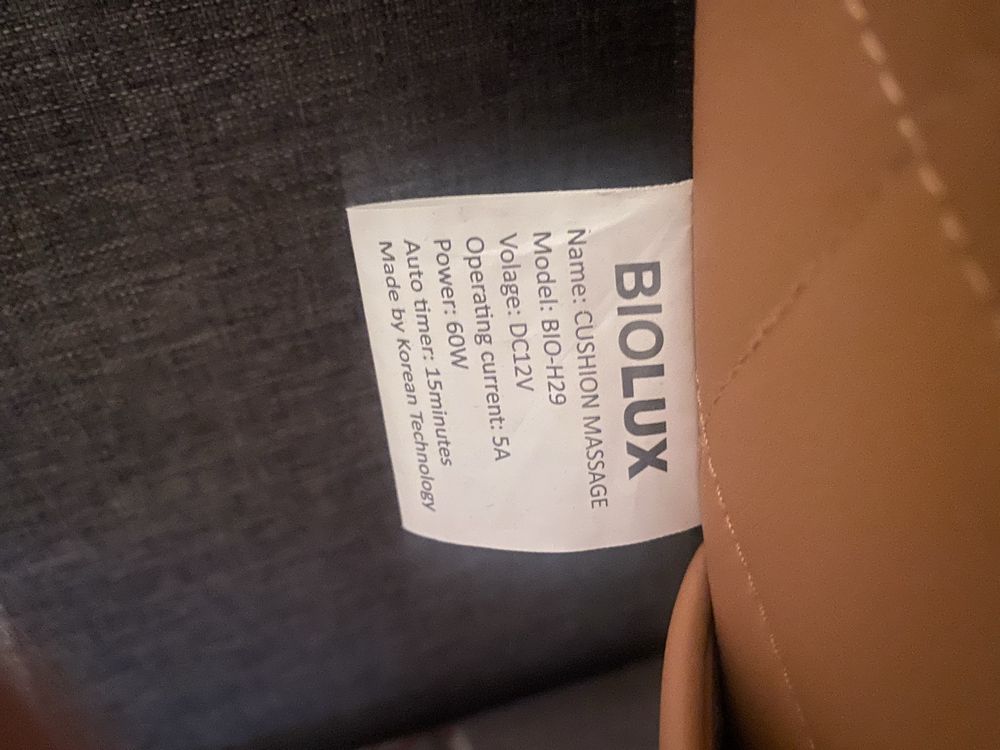 BIOLUX
Name: CUSHION MASSAGE
Model: BIO-H29
Volage: DC12V
Operating current: 5A
Power: 60W
Auto timer: 15minutes
Made by Korean Technology